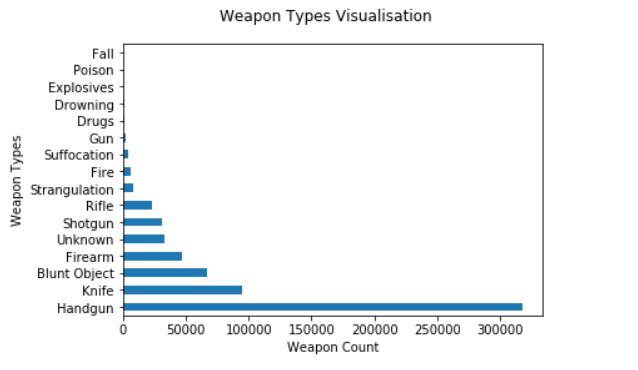 Weapon Types Visualisation
Weapon Types
Fall
Poison
Explosives
Drowning
Drugs
Gun
Suffocation
Fire
Strangulation
Rifle
Shotgun
Unknown
Firearm
Blunt Object
Knife
Handgun
0 50000 100000 150000 200000 250000 300000
Weapon Count